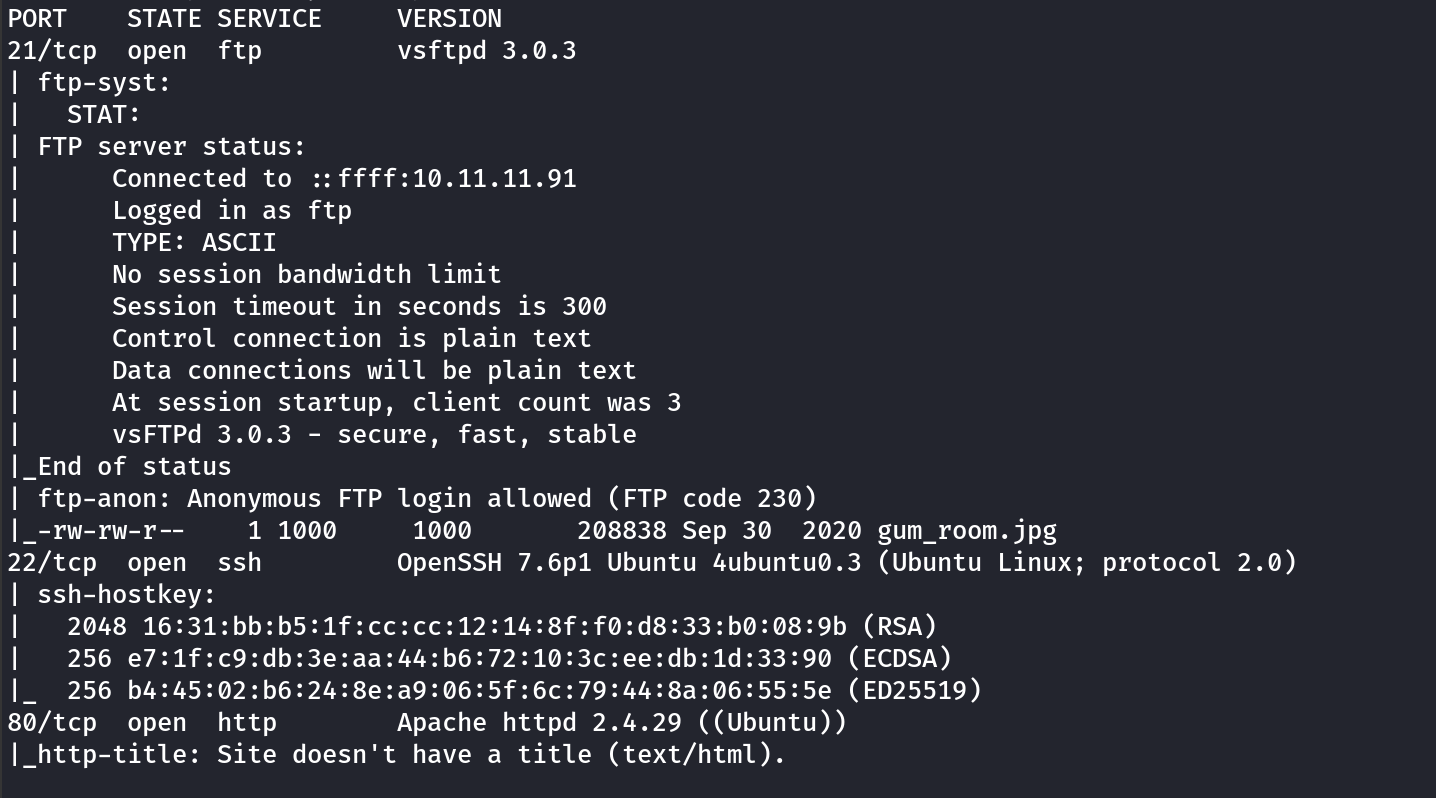 PORT    STATE SERVICE     VERSION
21/tcp  open  ftp         vsftpd 3.0.3
| ftp-syst:
|   STAT:
| FTP server status:
|      Connected to ::ffff:10.11.11.91
|      Logged in as ftp
|      TYPE: ASCII
|      No session bandwidth limit
|      Session timeout in seconds is 300
|      Control connection is plain text
|      Data connections will be plain text
|      At session startup, client count was 3
|      vsFTPd 3.0.3 - secure, fast, stable
|_End of status
| ftp-anon: Anonymous FTP login allowed (FTP code 230)
|_-rw-rw-r--    1 1000     1000       208838 Sep 30  2020 gum_room.jpg
22/tcp  open  ssh         OpenSSH 7.6p1 Ubuntu 4ubuntu0.3 (Ubuntu Linux; protocol 2.0)
| ssh-hostkey:
|   2048 16:31:bb:b5:1f:cc:cc:12:14:8f:f0:d8:33:b0:08:9b (RSA)
|   256 e7:1f:c9:db:3e:aa:44:b6:72:10:3c:ee:db:1d:33:90 (ECDSA)
|_  256 b4:45:02:b6:24:8e:a9:06:5f:6c:79:44:8a:06:55:5e (ED25519)
80/tcp  open  http        Apache httpd 2.4.29 ((Ubuntu))
|_http-title: Site doesn't have a title (text/html).